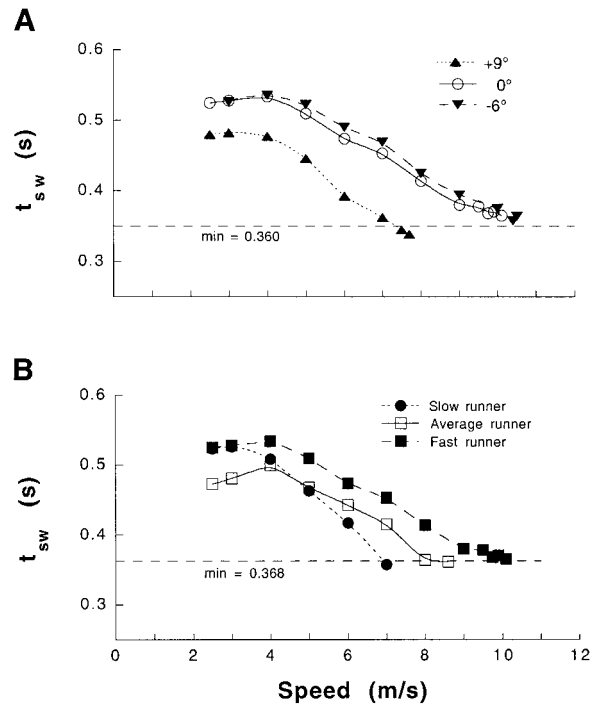 A
0.6
0.5
0.4
0.3
t sw (s)
+9°
0°
-6°
min = 0.360
B
0.6
0.5
0.4
0.3
t sw (s)
Slow runner
Average runner
Fast runner
min = 0.368
0 2 4 6 8 10 12
Speed (m/s)